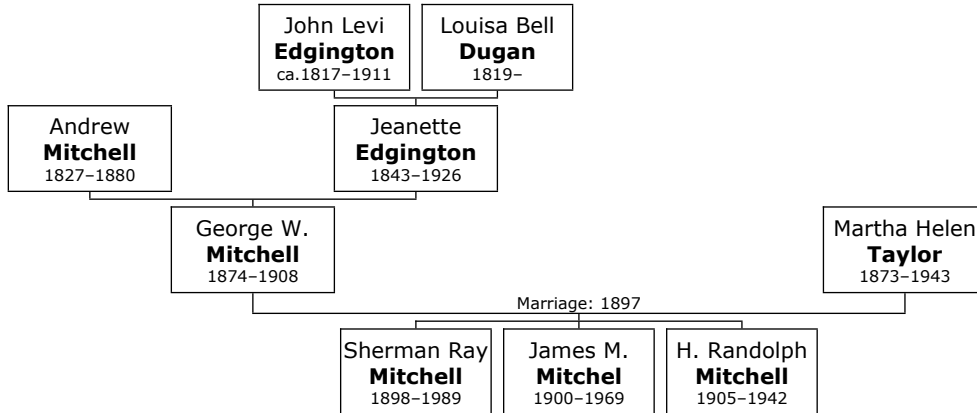 John Levi
Edgington
ca.1817–1911
Louisa Bell
Dugan
1819–
Andrew
Mitchell
1827–1880
Jeanette
Edgington
1843–1926
George W.
Mitchell
1874–1908
Martha Helen
Taylor
1873–1943
Marriage: 1897
Sherman Ray
Mitchell
1898–1989
James M.
Mitchel
1900–1969
H. Randolph
Mitchell
1905–1942